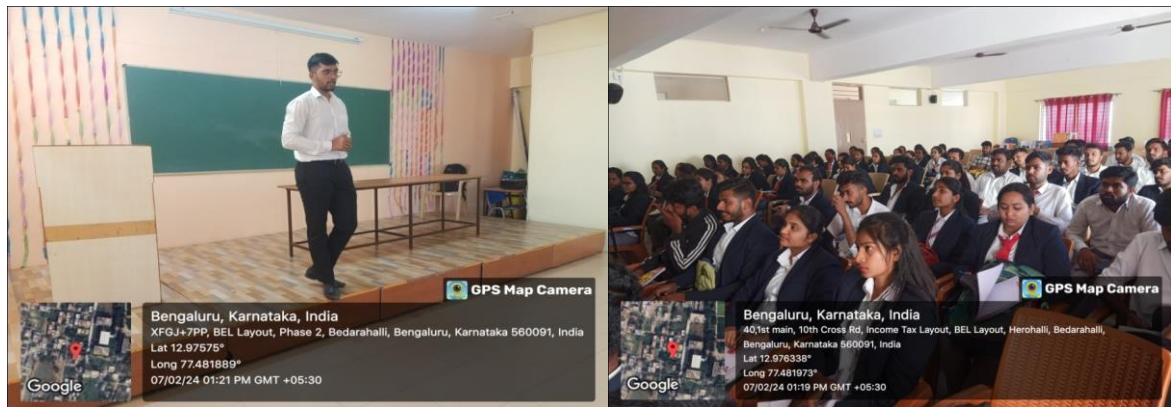 GPS Map Camera
Bengaluru, Karnataka, India
XFGJ+7PP, BEL Layout, Phase 2, Bedarahalli, Bengaluru, Karnataka 560091, India
Lat 12.97575°
Long 77.481889°
07/02/24 01:21 PM GMT +05:30
Google
GPS Map Camera
Bengaluru, Karnataka, India
40,1st main, 10th Cross Rd, Income Tax Layout, BEL Layout, Herohalli, Bedarahalli,
Bengaluru, Karnataka 560091, India
Lat 12.976338°
Long 77.481973°
07/02/24 01:19 PM GMT +05:30
Google